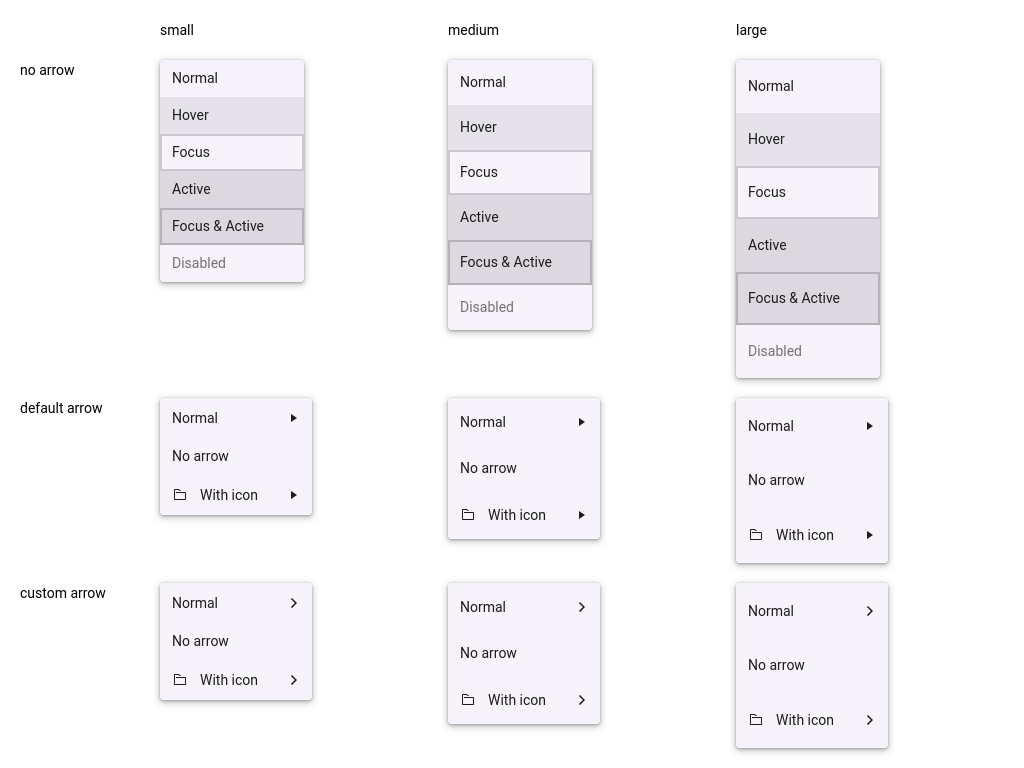 small medium large
no arrow
Normal Normal Normal
Hover Hover Hover
Focus Focus Focus
Active Active Active
Focus & Active Focus & Active Focus & Active
Disabled Disabled Disabled
default arrow
Normal Normal Normal
No arrow No arrow No arrow
With icon With icon With icon
custom arrow
Normal Normal Normal
No arrow No arrow No arrow
With icon With icon With icon